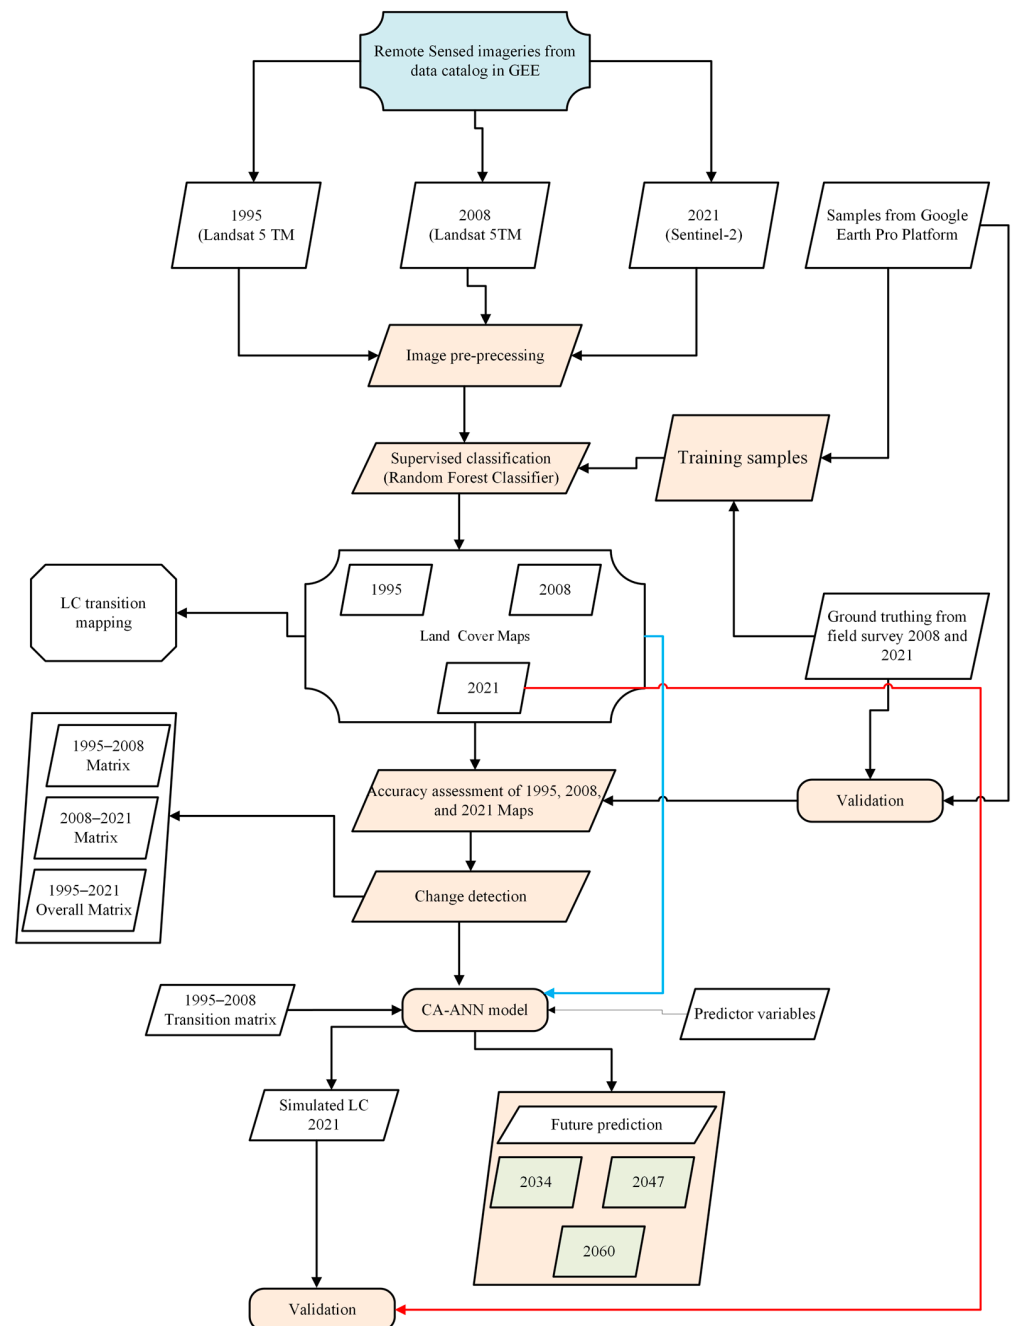 Remote Sensed imageries from
data catalog in GEE
1995
(Landsat 5 TM
2008
(Landsat 5TM
2021
(Sentinel-2)
Samples from Google
Earth Pro Platform
Image pre-precessing
Supervised classification
(Random Forest Classifier)
Training samples
1995
2008
Land Cover Maps
2021
LC transition
mapping
Ground truthing from
field survey 2008 and
2021
1995–2008
Matrix
2008–2021
Matrix
1995–2021
Overall Matrix
Accuracy assessment of 1995, 2008,
and 2021 Maps
Validation
Change detection
1995–2008
Transition matrix
CA-ANN model
Predictor variables
Simulated LC
2021
Future prediction
2034
2047
2060
Validation